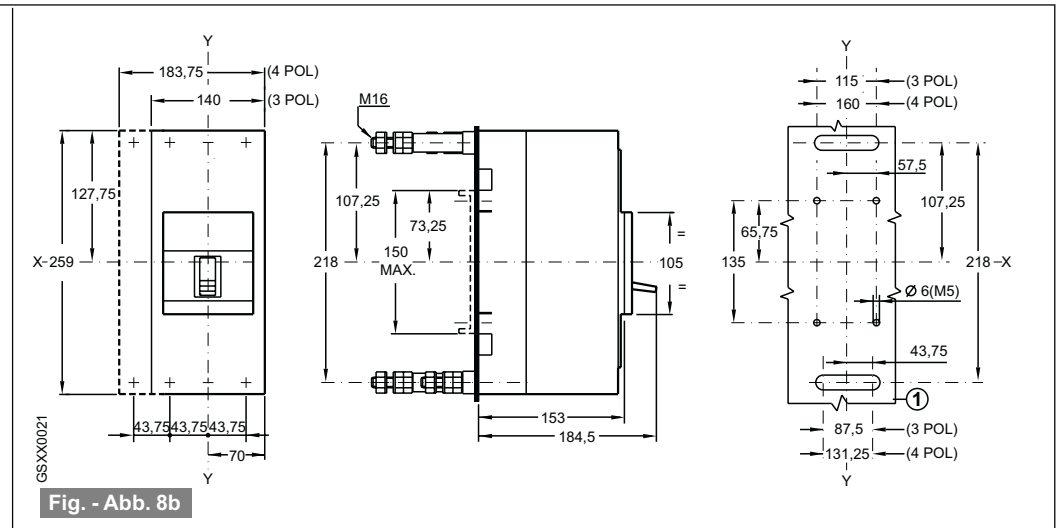 Y
183,75 (4 POL)
140 (3 POL)
127,75
X-259
43,75 43,75 43,75
70
Y
GSXX0021
Fig. - Abb. 8b
M16
107,25
73,25
218
150
MAX.
=
105
=
153
184,5
Y
115 (3 POL)
160 (4 POL)
57,5
107,25
65,75
135
218-X
Ø 6(M5)
43,75
1
87,5 (3 POL)
131,25 (4 POL)
Y